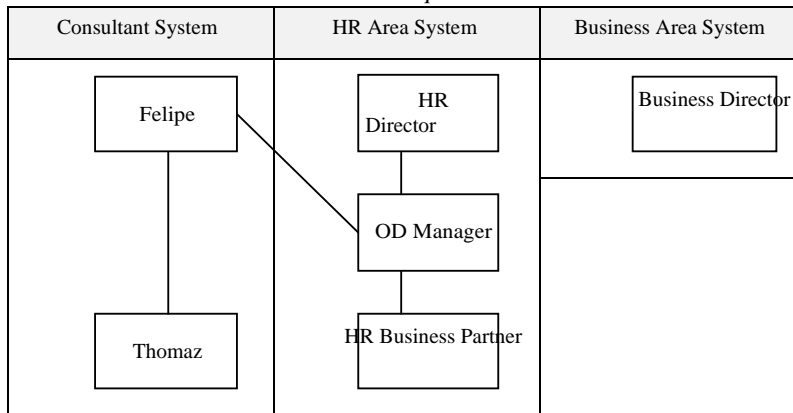 Consultant System
HR Area System
Business Area System
Felipe
HR
Director
Business Director
OD Manager
Thomaz
HR Business Partner